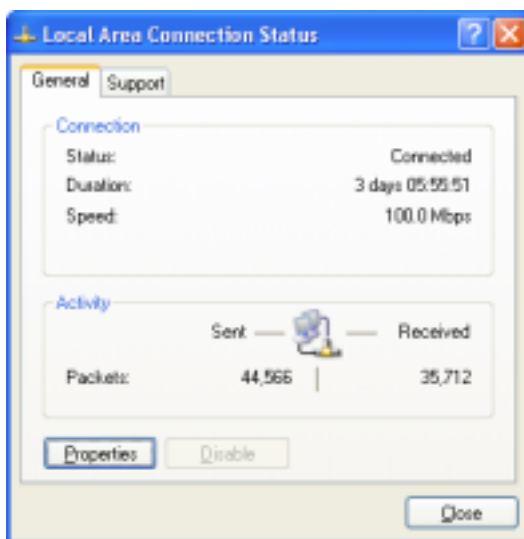 Local Area Connection Status
General Support
Connection
Status: Connected
Duration: 3 days 05:55:51
Speed: 100.0 Mbps
Activity
Sent Received
Packets: 44,566 35,712
Properties Disable
Close